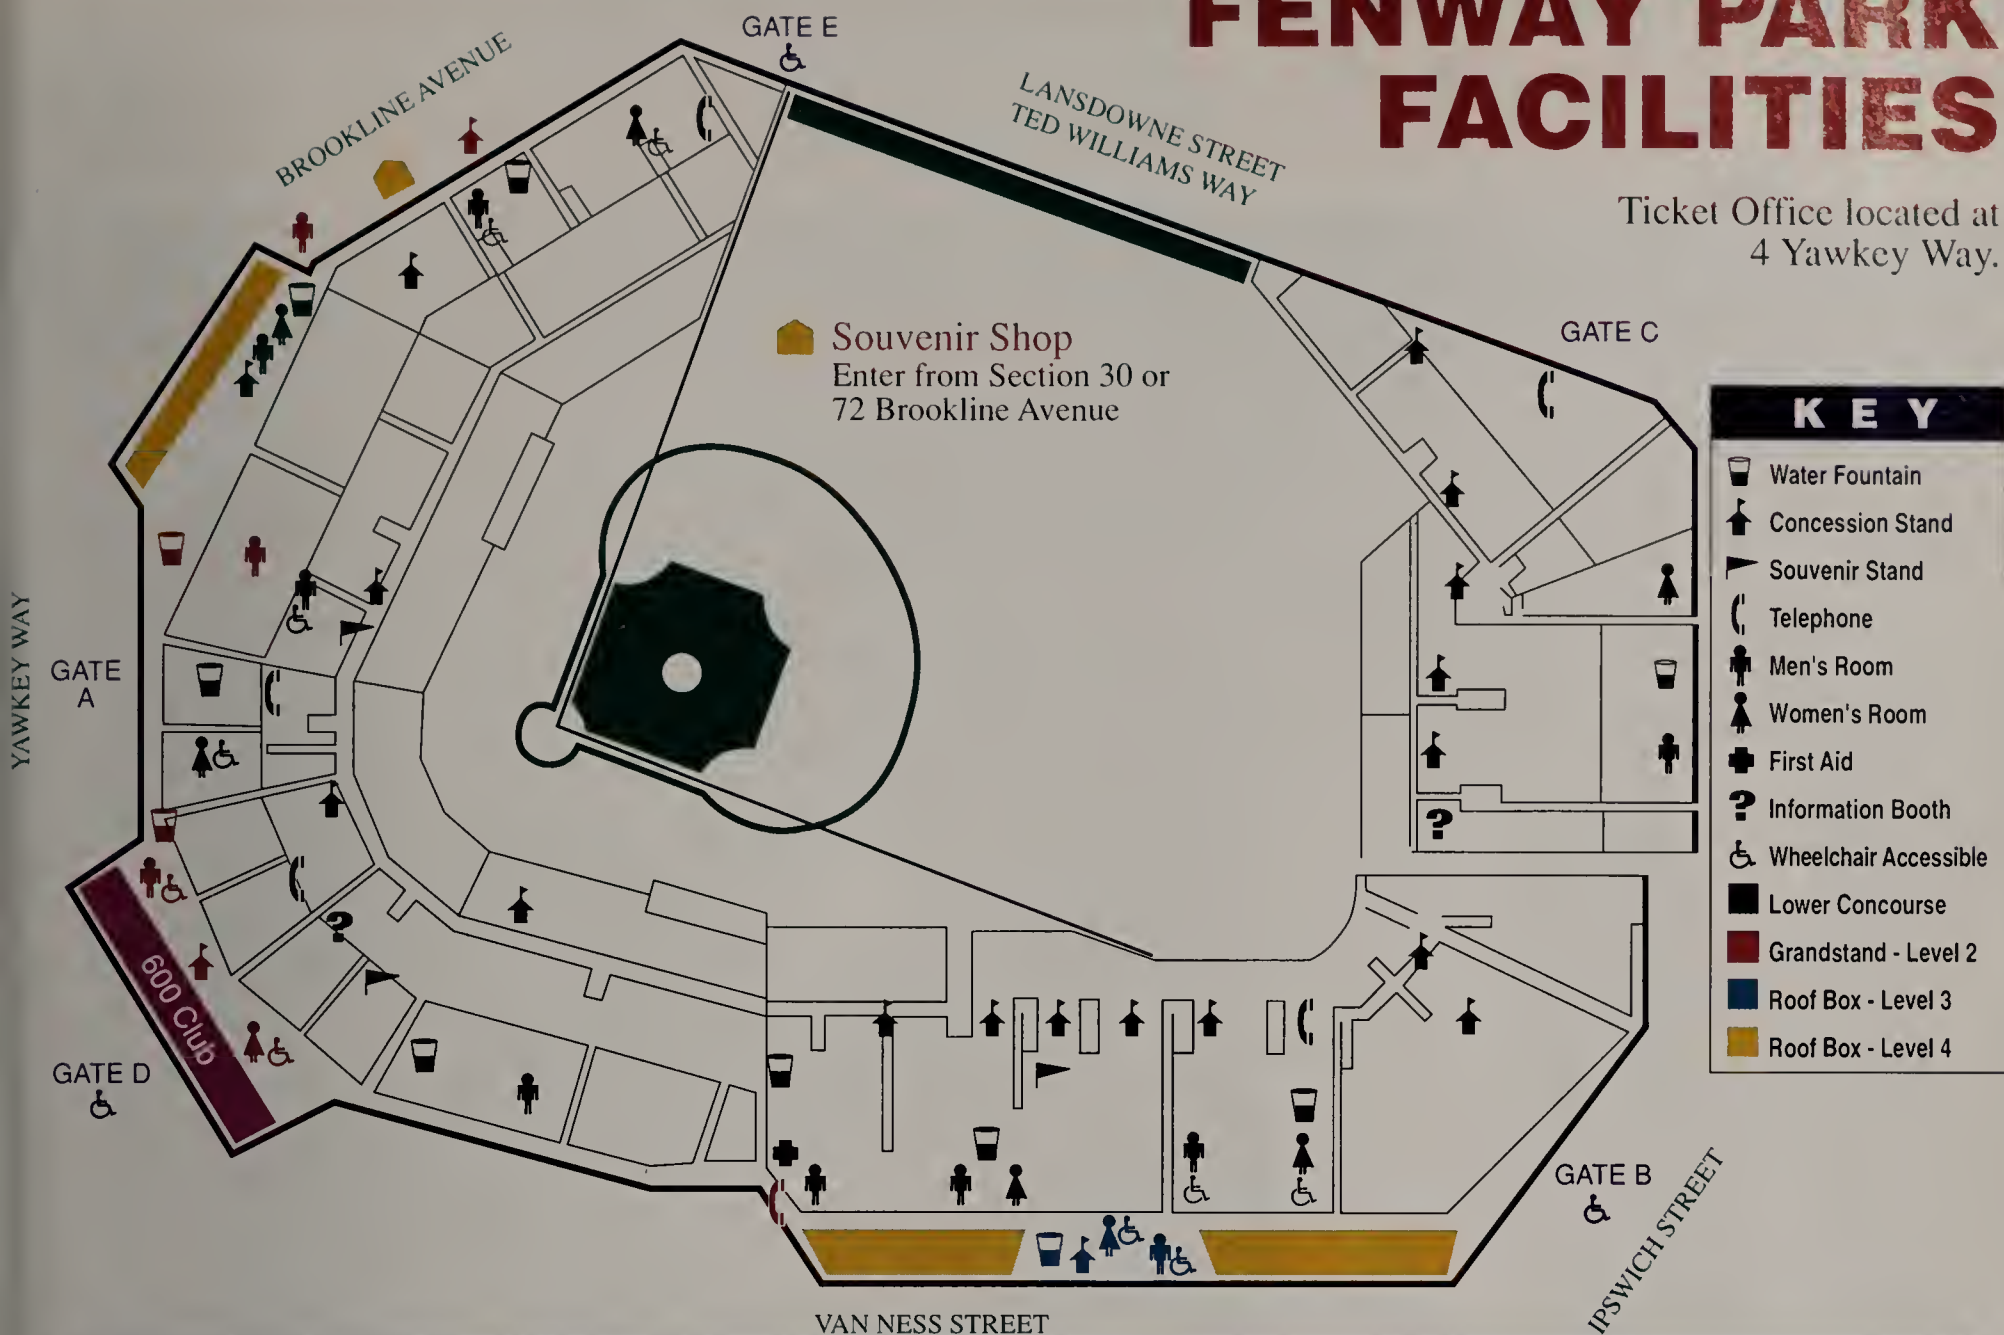 FENWAY PARK
FACILITIES
Ticket Office located at
4 Yawkey Way.
GATE E
BROOKLINE AVENUE
LANSDOWNE STREET
TED WILLIAMS WAY
Souvenir Shop
Enter from Section 30 or
72 Brookline Avenue
GATE C
KEY
Water Fountain
Concession Stand
Souvenir Stand
Telephone
Men's Room
Women's Room
First Aid
? Information Booth
Wheelchair Accessible
Lower Concourse
Grandstand - Level 2
Roof Box - Level 3
Roof Box - Level 4
YAWKEY WAY
GATE
A
?
?
600 Club
GATE D
GATE B
IPSWICH STREET
VAN NESS STREET